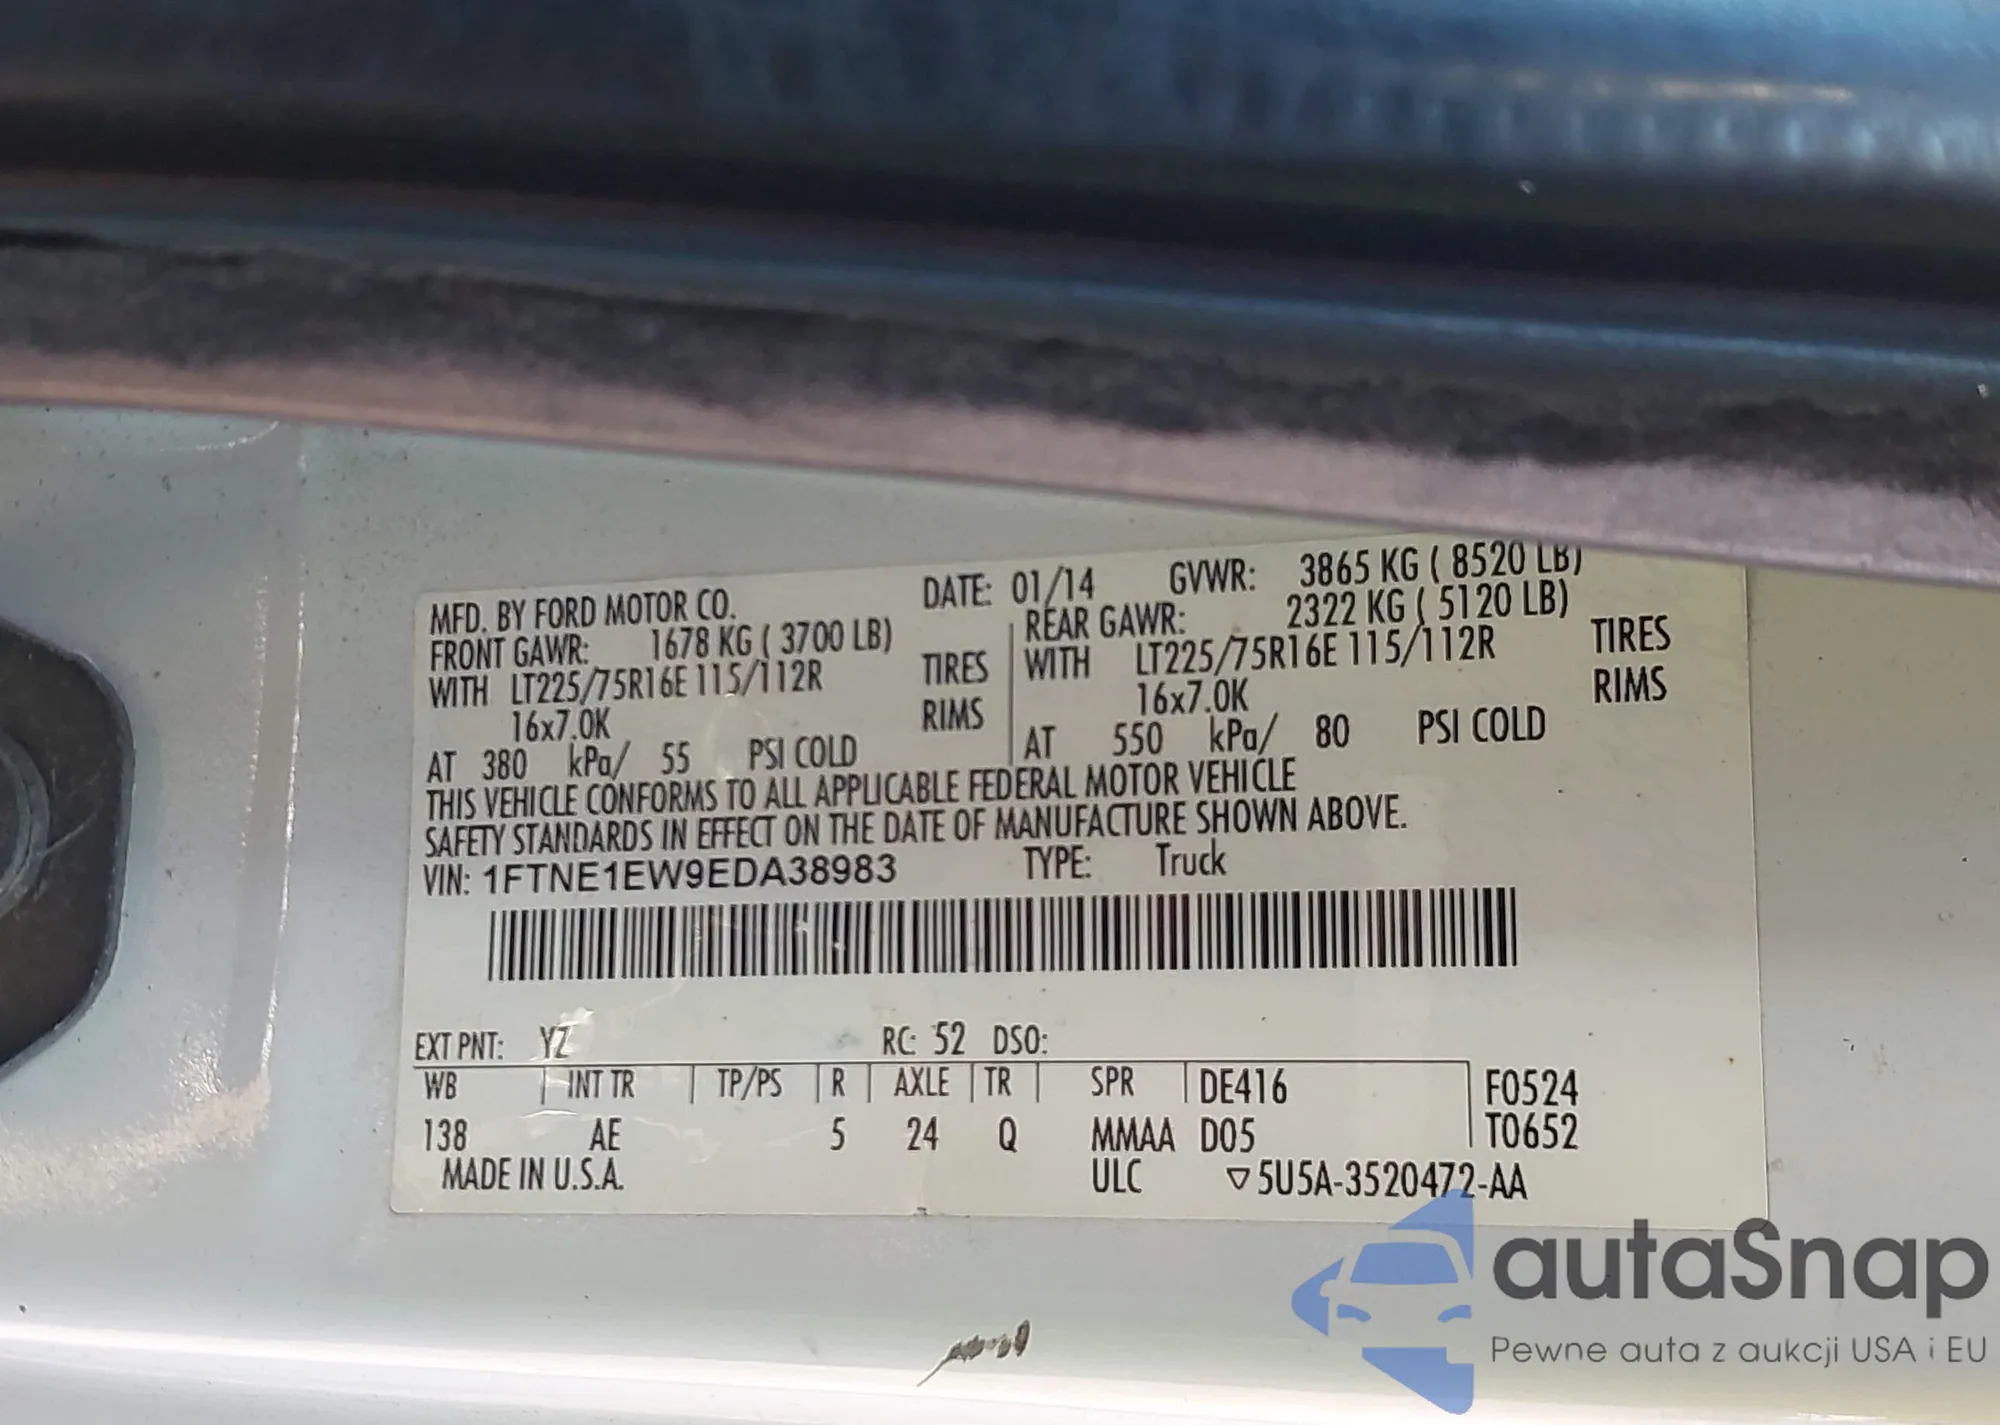 MFD. BY FORD MOTOR CO. DATE: 01/14 GVWR: 3865 KG ( 8520 LB)
FRONT GAWR: 1678 KG ( 3700 LB) REAR GAWR: 2322 KG ( 5120 LB)
WITH LT225/75R16E 115/112R TIRES WITH LT225/75R16E 115/112R TIRES
16x7.0K RIMS 16x7.0K RIMS
AT 380 kPa/ 55 PSI COLD AT 550 kPa/ 80 PSI COLD
THIS VEHICLE CONFORMS TO ALL APPLICABLE FEDERAL MOTOR VEHICLE
SAFETY STANDARDS IN EFFECT ON THE DATE OF MANUFACTURE SHOWN ABOVE.
VIN: 1FTNE1EW9EDA38983 TYPE: Truck
EXT PNT: YZ RC: 52 DSO:
WB INT TR TP/PS R AXLE TR SPR DE416 F0524
138 AE 5 24 Q MMAA D05 T0652
MADE IN U.S.A. ULC ▽5U5A-3520472-AA
autaSnap
Pewne auta z aukcji USA i EU